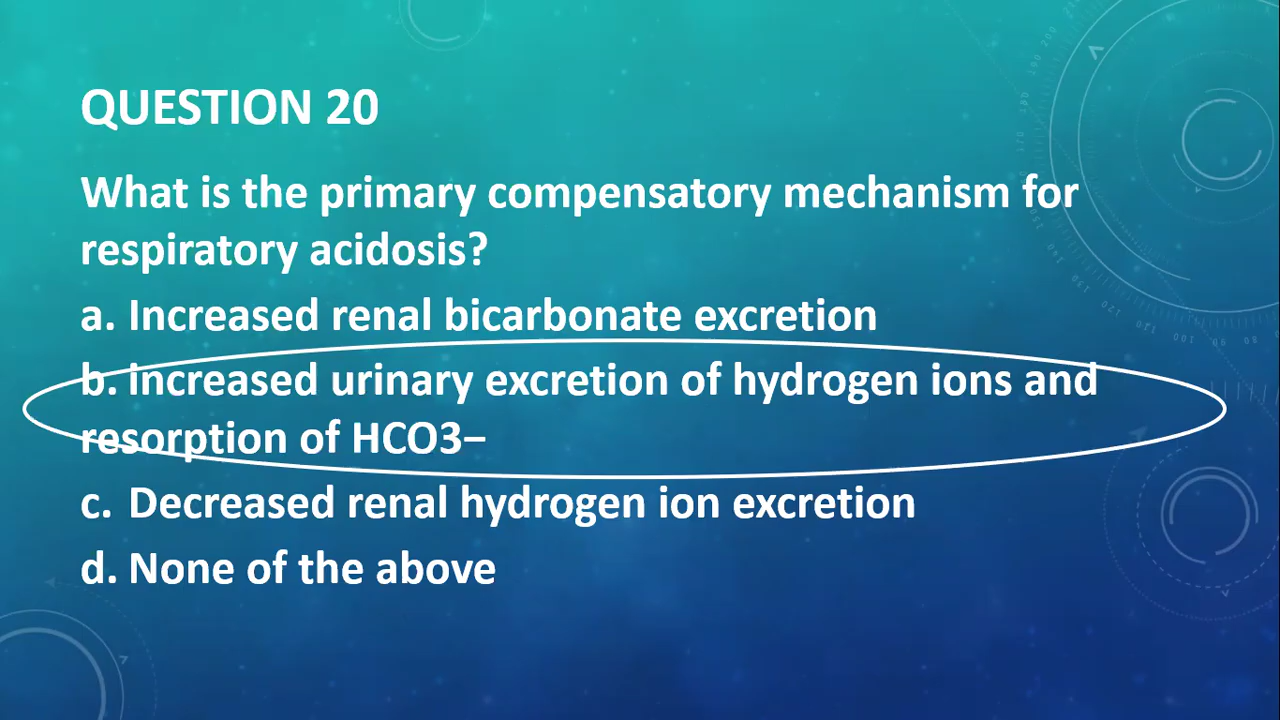 QUESTION 20
What is the primary compensatory mechanism for
respiratory acidosis?
a. Increased renal bicarbonate excretion
b. increased urinary excretion of hydrogen ions and
resorption of HCO3–
c. Decreased renal hydrogen ion excretion
d. None of the above